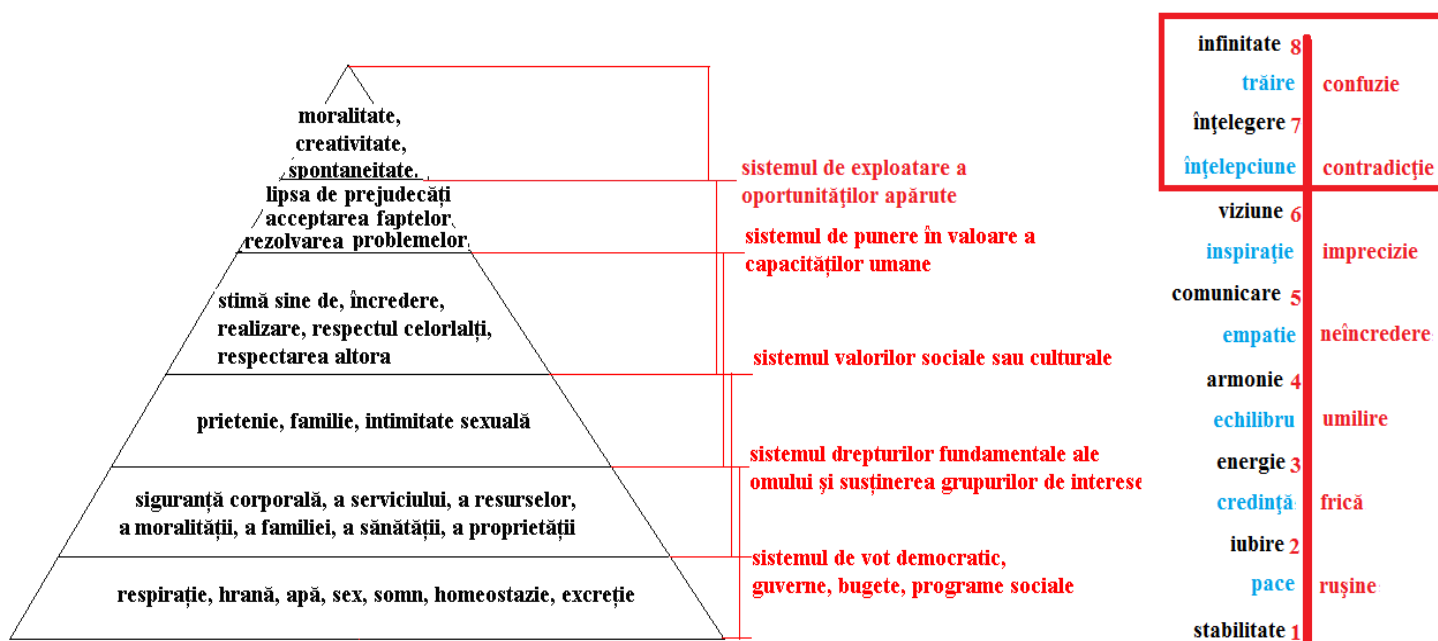 moralitate,
creativitate,
spontaneitate.
lipsa de prejudecăți
acceptarea faptelor
rezolvarea problemelor
stimă sine de, încredere,
realizare, respectul celorlalți,
respectarea altora
prietenie, familie, intimitate sexuală
siguranță corporală, a serviciului, a resurselor,
a moralității, a familiei, a sănătății, a proprietății
respirație, hrană, apă, sex, somn, homeostazie, excreție
sistemul de exploatare a
oportunităţilor apărute
sistemul de punere în valoare a
capacităţilor umane
sistemul valorilor sociale sau culturale
sistemul drepturilor fundamentale ale
omului şi susţinerea grupurilor de interese
sistemul de vot democratic,
guverne, bugete, programe sociale
infinitate 8
trăire confuzie
înţelegere 7
înţelepciune contradicţie
viziune 6
inspiraţie imprecizie
comunicare 5
empatie neîncredere
armonie 4
echilibru umilire
energie 3
credinţă frică
iubire 2
pace ruşine
stabilitate 1